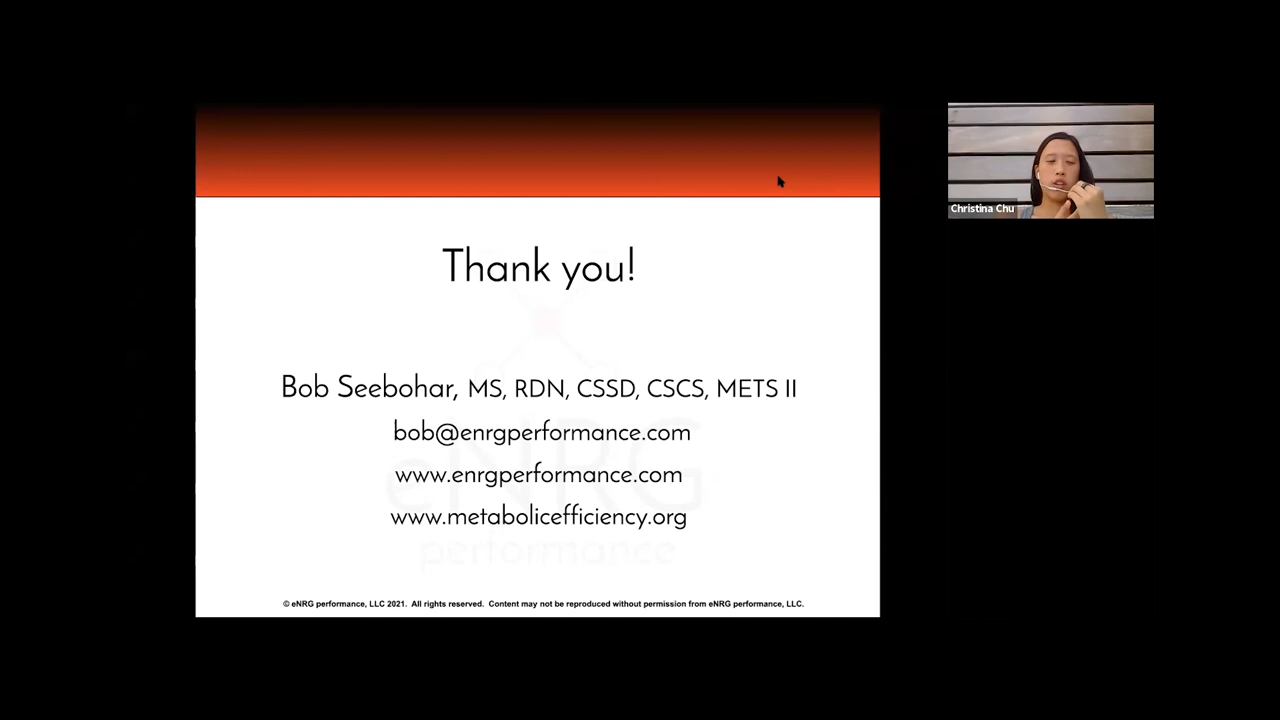 Thank you!
Bob Seebohar, MS, RDN, CSSD, CSCS, METS II
bob@enrgperformance.com
www.enrgperformance.com
www.metabolicefficiency.org
eNRG
performance
© eNRG performance, LLC 2021. All rights reserved. Content may not be reproduced without permission from eNRG performance, LLC.
Christina Chu